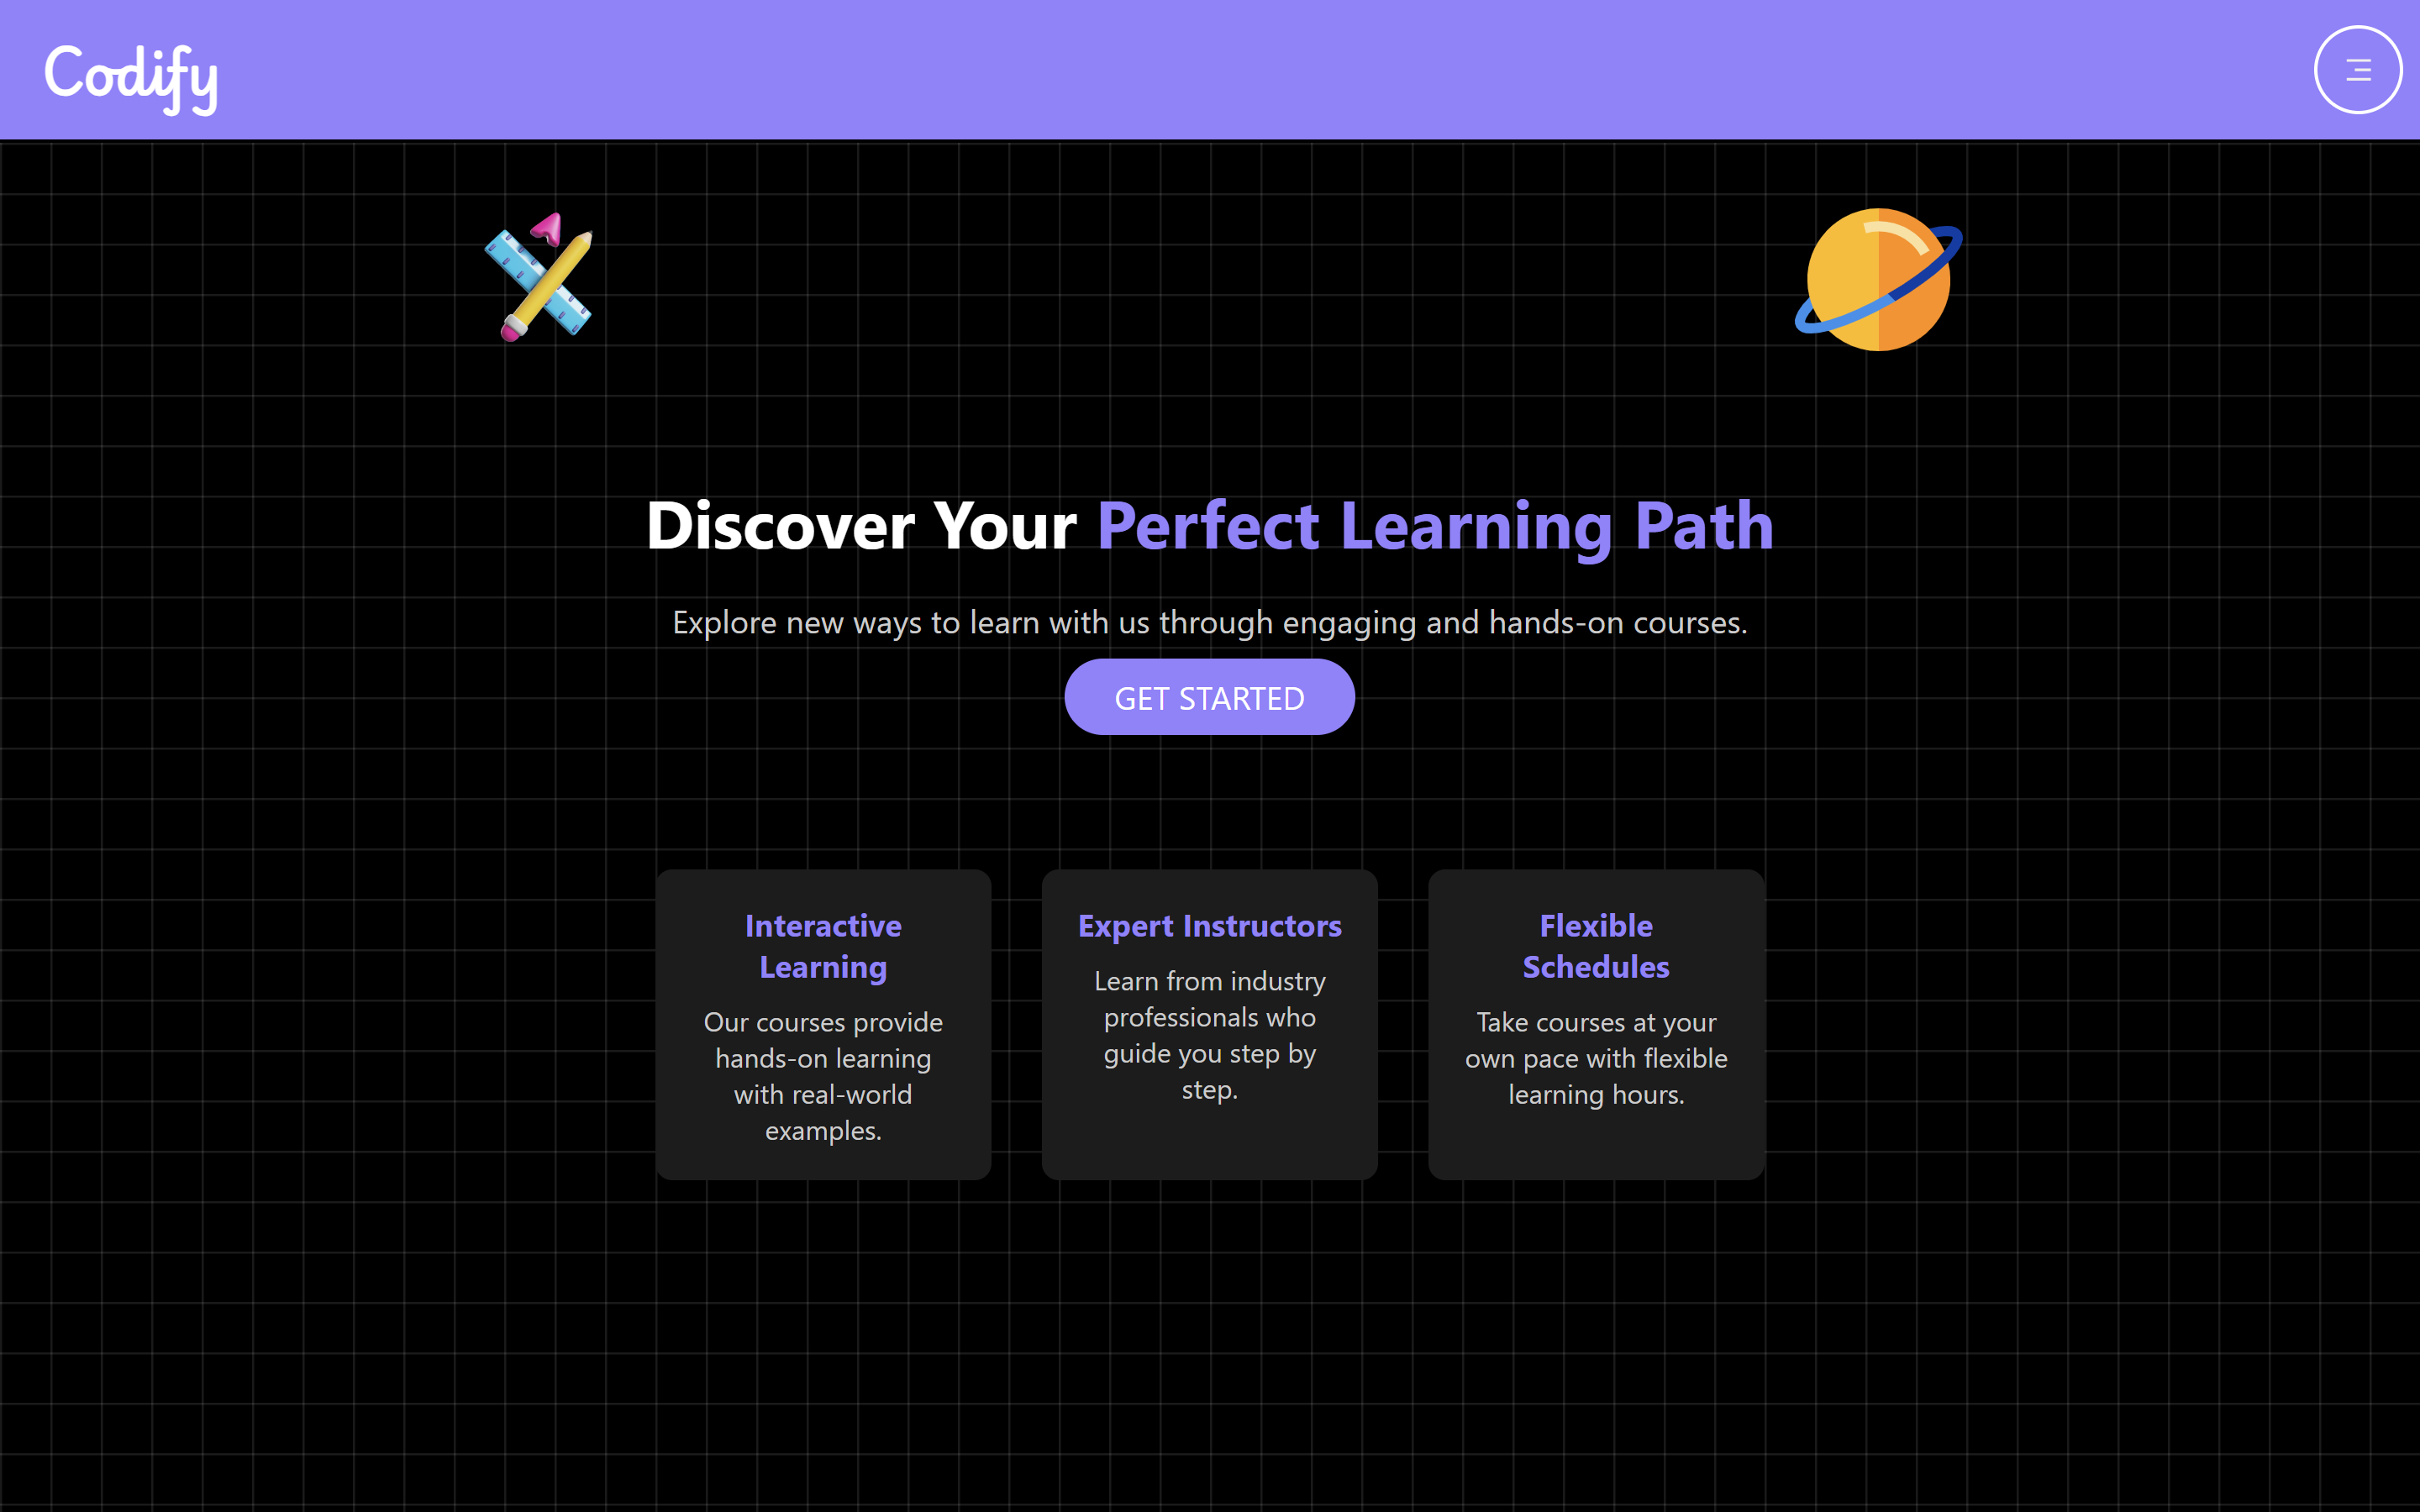 Codify
Discover Your Perfect Learning Path
Explore new ways to learn with us through engaging and hands-on courses.
GET STARTED
Interactive
Learning
Our courses provide
hands-on learning
with real-world
examples.
Expert Instructors
Learn from industry
professionals who
guide you step by
step.
Flexible
Schedules
Take courses at your
own pace with flexible
learning hours.